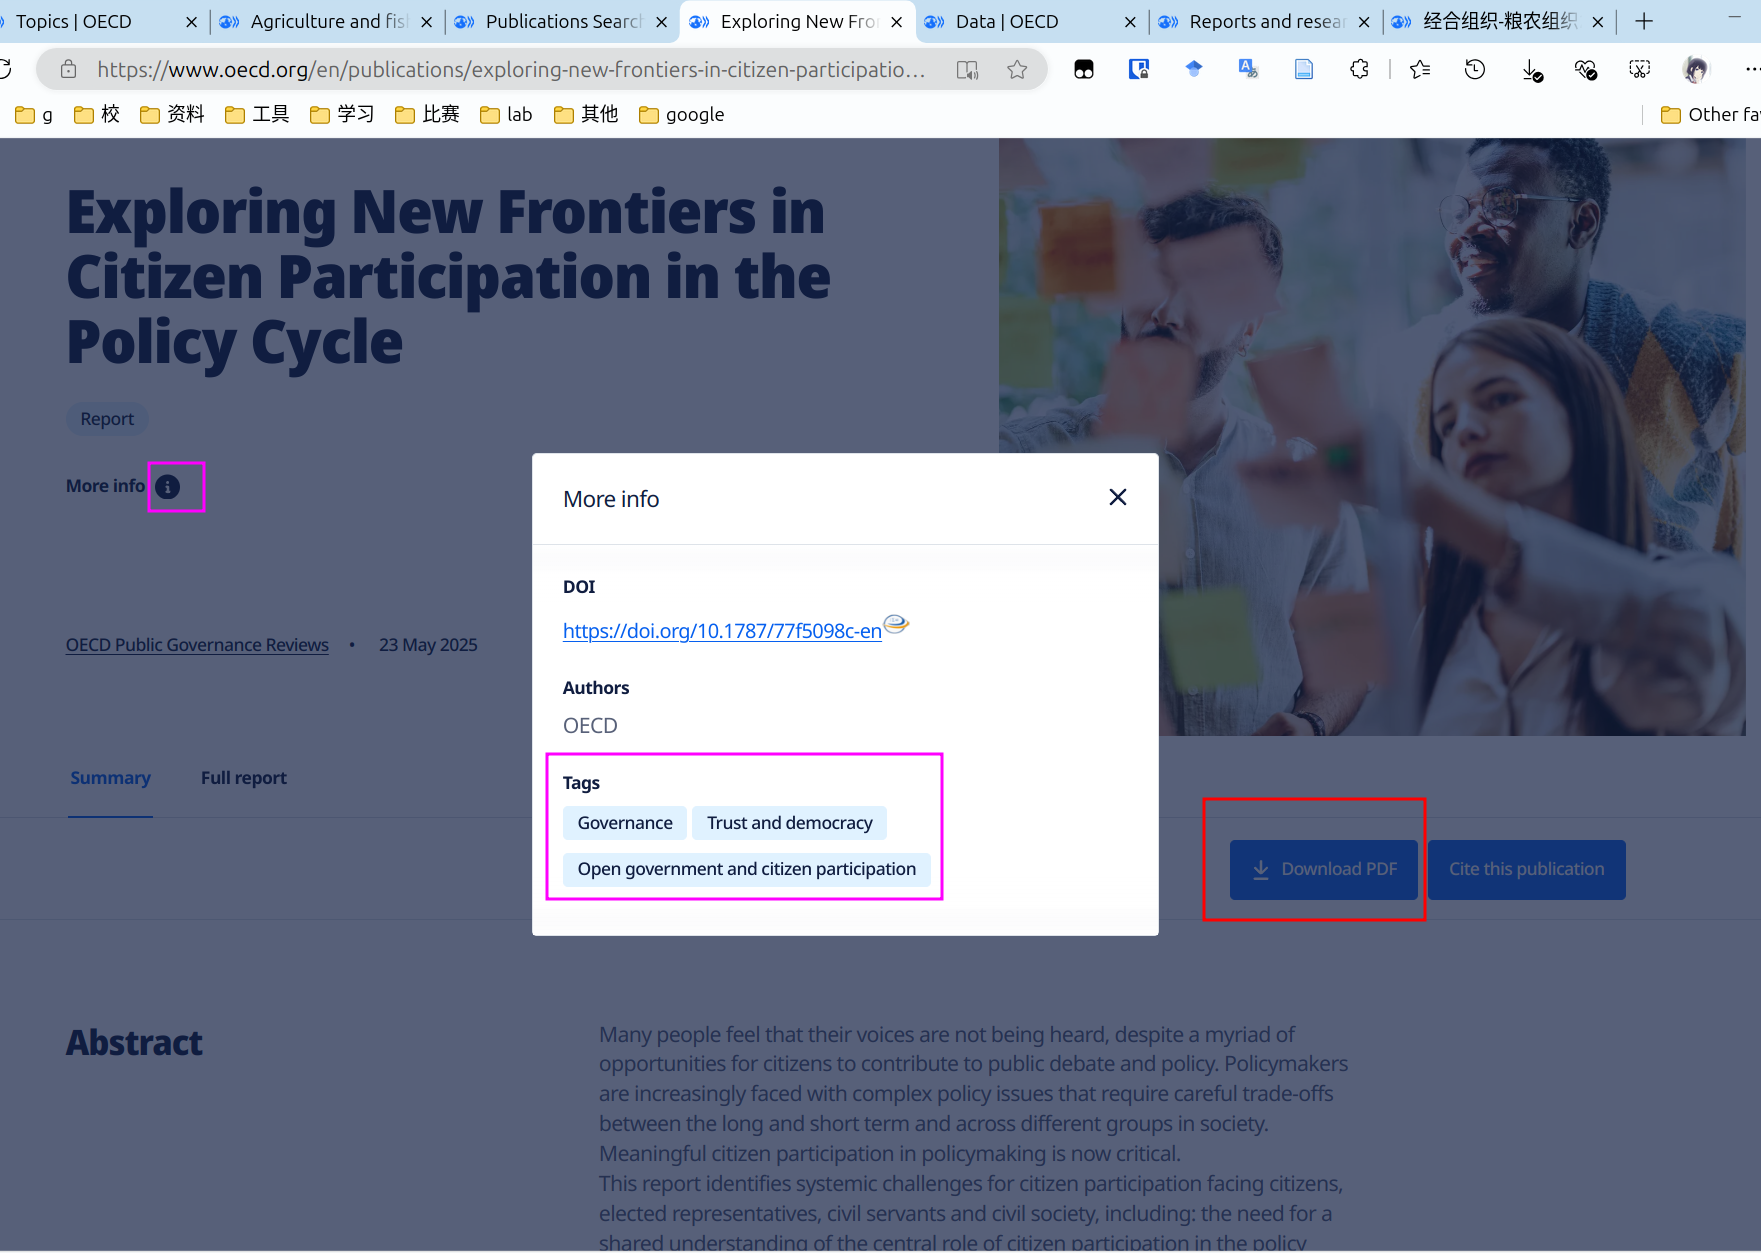 Topics | OECD
Agriculture and fis
Publications Search
Exploring New Fro
Data | OECD
Reports and resear
经合组织-粮农组织
https://www.oecd.org/en/publications/exploring-new-frontiers-in-citizen-participatio...
g
校
资料
工具
学习
比赛
lab
其他
google
Other fa
Exploring New Frontiers in
Citizen Participation in the
Policy Cycle
Report
More info
OECD Public Governance Reviews • 23 May 2025
Summary
Full report
More info
DOI
https://doi.org/10.1787/77f5098c-en
Authors
OECD
Tags
Governance
Trust and democracy
Open government and citizen participation
Download PDF
Cite this publication
Abstract
Many people feel that their voices are not being heard, despite a myriad of
opportunities for citizens to contribute to public debate and policy. Policymakers
are increasingly faced with complex policy issues that require careful trade-offs
between the long and short term and across different groups in society.
Meaningful citizen participation in policymaking is now critical.
This report identifies systemic challenges for citizen participation facing citizens,
elected representatives, civil servants and civil society, including: the need for a
shared understanding of the central role of citizen participation in the policy